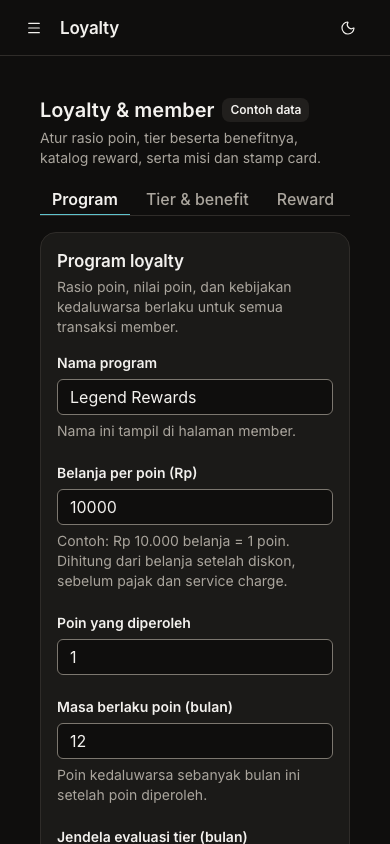 Loyalty
Loyalty & member
Contoh data
Atur rasio poin, tier beserta benefitnya,
katalog reward, serta misi dan stamp card.
Program
Tier & benefit
Reward
Program loyalty
Rasio poin, nilai poin, dan kebijakan
kedaluwarsa berlaku untuk semua
transaksi member.
Nama program
Legend Rewards
Nama ini tampil di halaman member.
Belanja per poin (Rp)
10000
Contoh: Rp 10.000 belanja = 1 poin.
Dihitung dari belanja setelah diskon,
sebelum pajak dan service charge.
Poin yang diperoleh
1
Masa berlaku poin (bulan)
12
Poin kedaluwarsa sebanyak bulan ini
setelah poin diperoleh.
Jendela evaluasi tier (bulan)